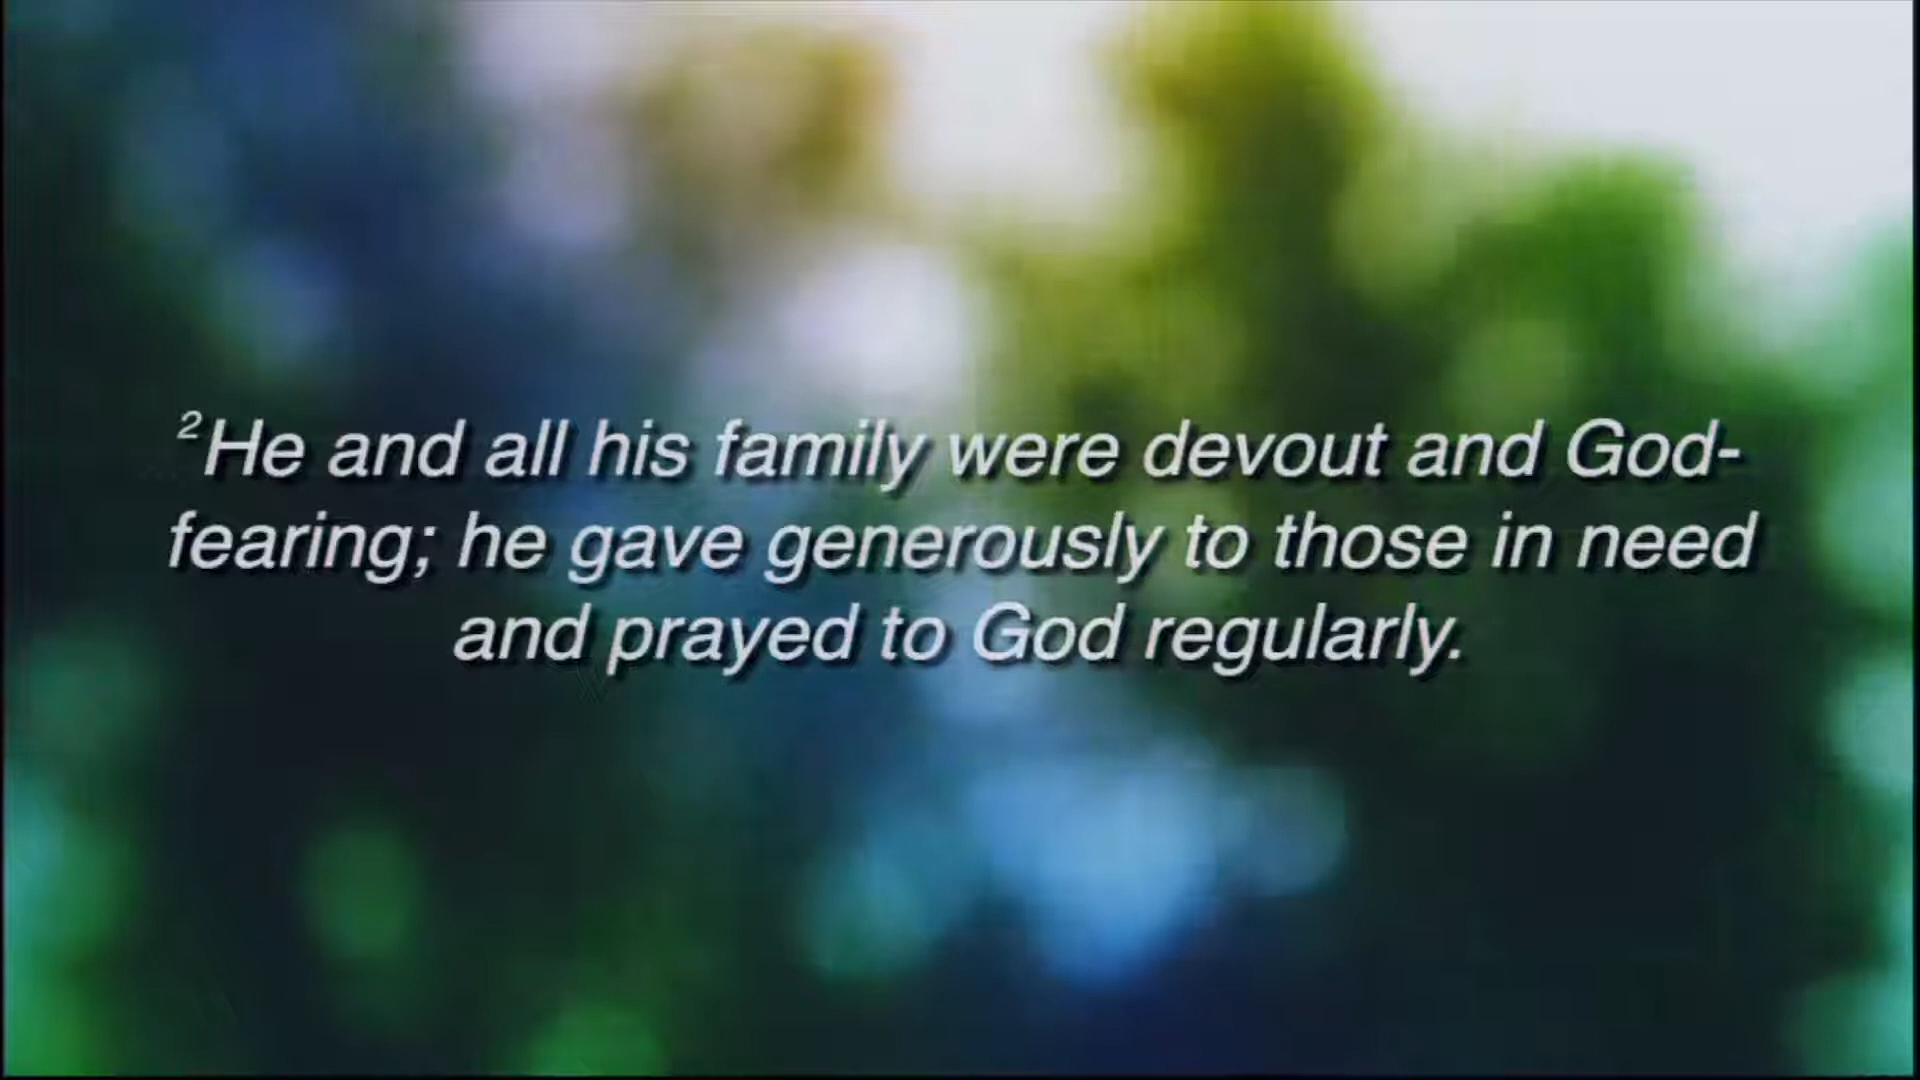 ²He and all his family were devout and God-
fearing; he gave generously to those in need
and prayed to God regularly.